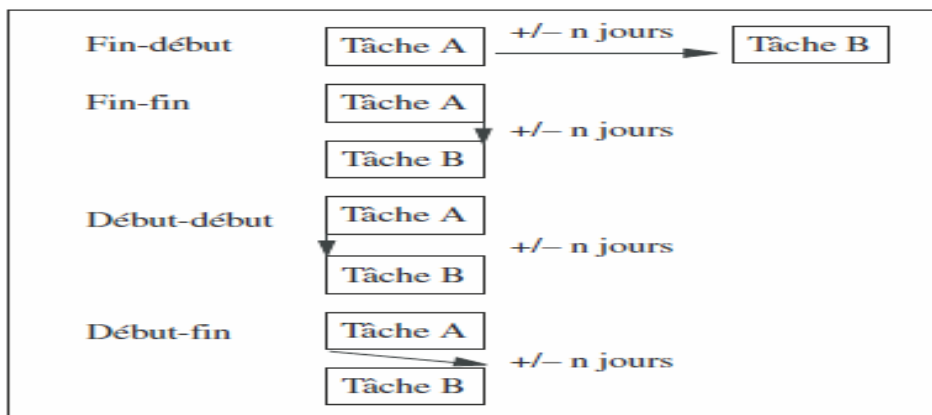 Fin-début Tâche A +/– n jours Tâche B
Fin-fin Tâche A
+/– n jours
Tâche B
Début-début Tâche A
+/– n jours
Tâche B
Début-fin Tâche A
+/– n jours
Tâche B